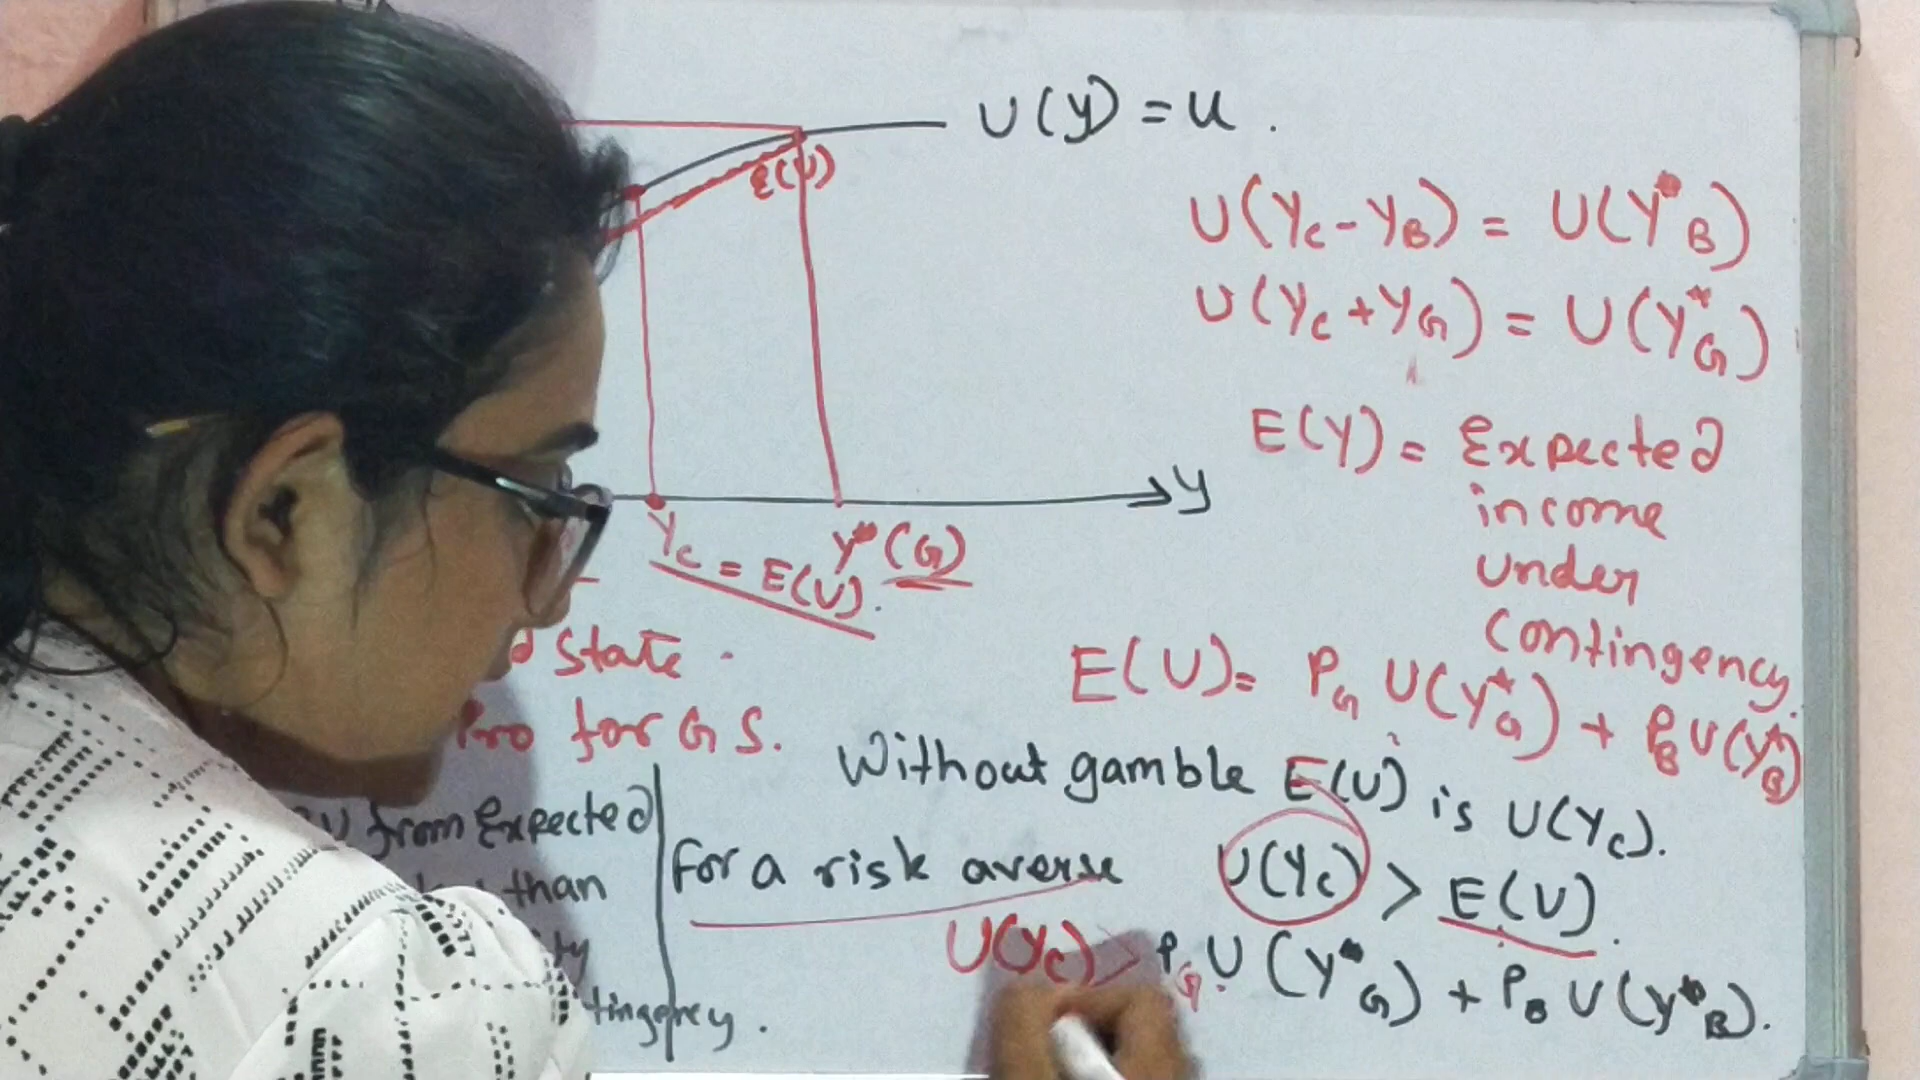 U(Y) = U.
E(U)
U(Yc - YB) = U(Y*B)
U(Yc + YG) = U(Y*G)
E(Y) = Expected
income
under
contingency.
Y
Yc = E(U).
Y*(G)
State.
E(U) = PG U(Y*G) + PB U(Y*B)
Pro for G S.
Without gamble E(U) is U(Yc).
from Expected
For a risk averse U(Yc) > E(U).
than
U(Yc) > PG U(Y*G) + PB U(Y*B).